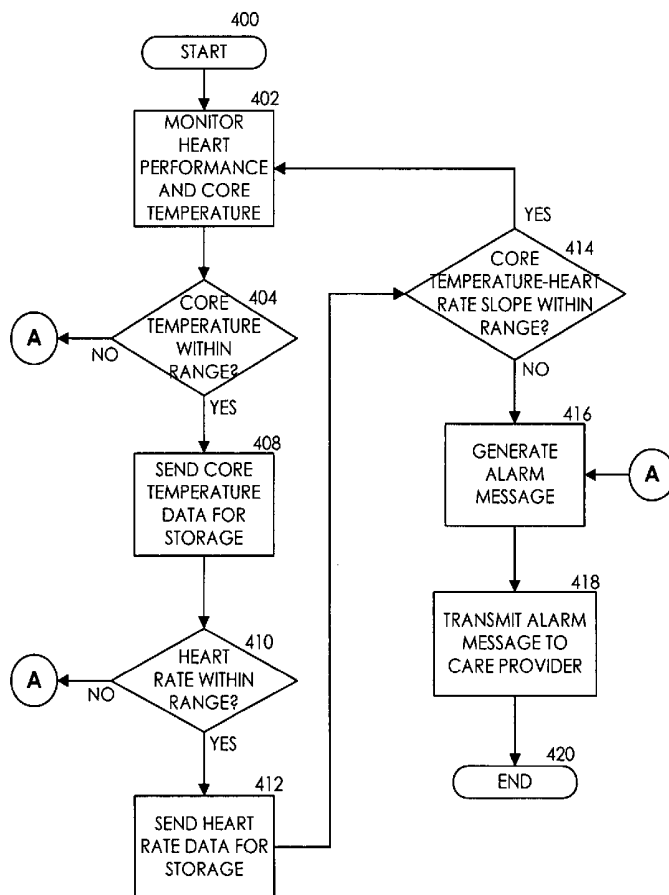 400
START
402
MONITOR
HEART
PERFORMANCE
AND CORE
TEMPERATURE
404
CORE
TEMPERATURE
WITHIN
RANGE?
A
NO
YES
408
SEND CORE
TEMPERATURE
DATA FOR
STORAGE
410
HEART
RATE WITHIN
RANGE?
A
NO
YES
412
SEND HEART
RATE DATA FOR
STORAGE
YES
414
CORE
TEMPERATURE-HEART
RATE SLOPE WITHIN
RANGE?
NO
416
GENERATE
ALARM
MESSAGE
A
418
TRANSMIT ALARM
MESSAGE TO
CARE PROVIDER
420
END